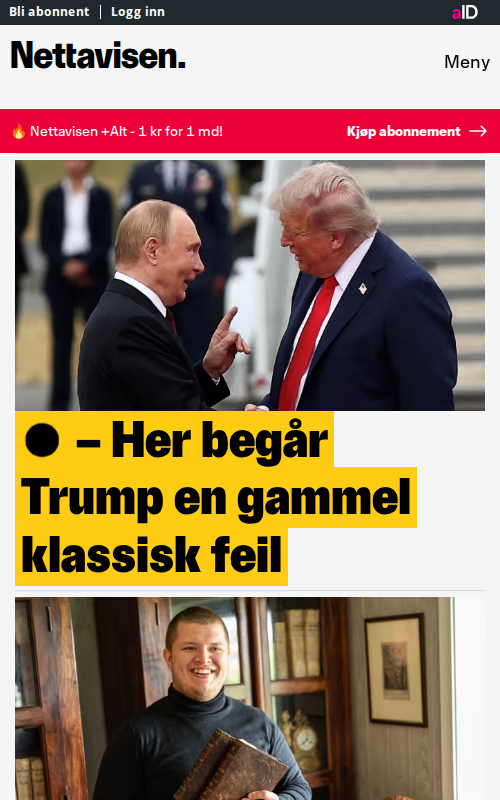 Bli abonnent | Logg inn
aID
Nettavisen.
Meny
🔥 Nettavisen +Alt - 1 kr for 1 md!
Kjøp abonnement →
– Her begår
Trump en gammel
klassisk feil